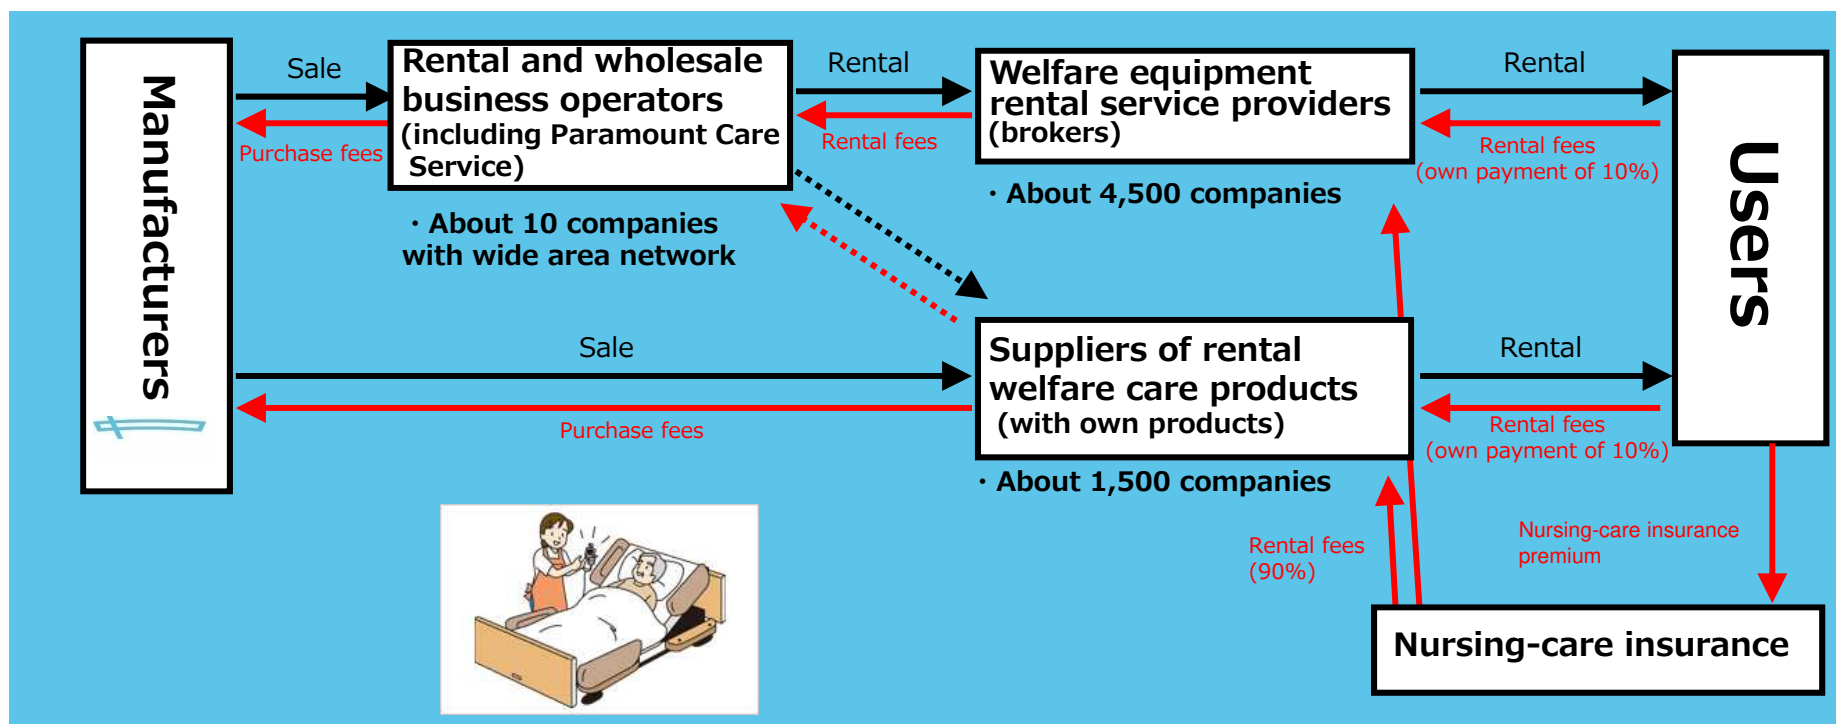 Manufacturers
Sale
Purchase fees
Rental and wholesale
business operators
(including Paramount Care
Service)
・About 10 companies
with wide area network
Rental
Rental fees
Welfare equipment
rental service providers
(brokers)
・About 4,500 companies
Rental
Rental fees
(own payment of 10%)
Users
Sale
Purchase fees
Suppliers of rental
welfare care products
(with own products)
・About 1,500 companies
Rental
Rental fees
(own payment of 10%)
Rental fees
(90%)
Nursing-care insurance
premium
Nursing-care insurance